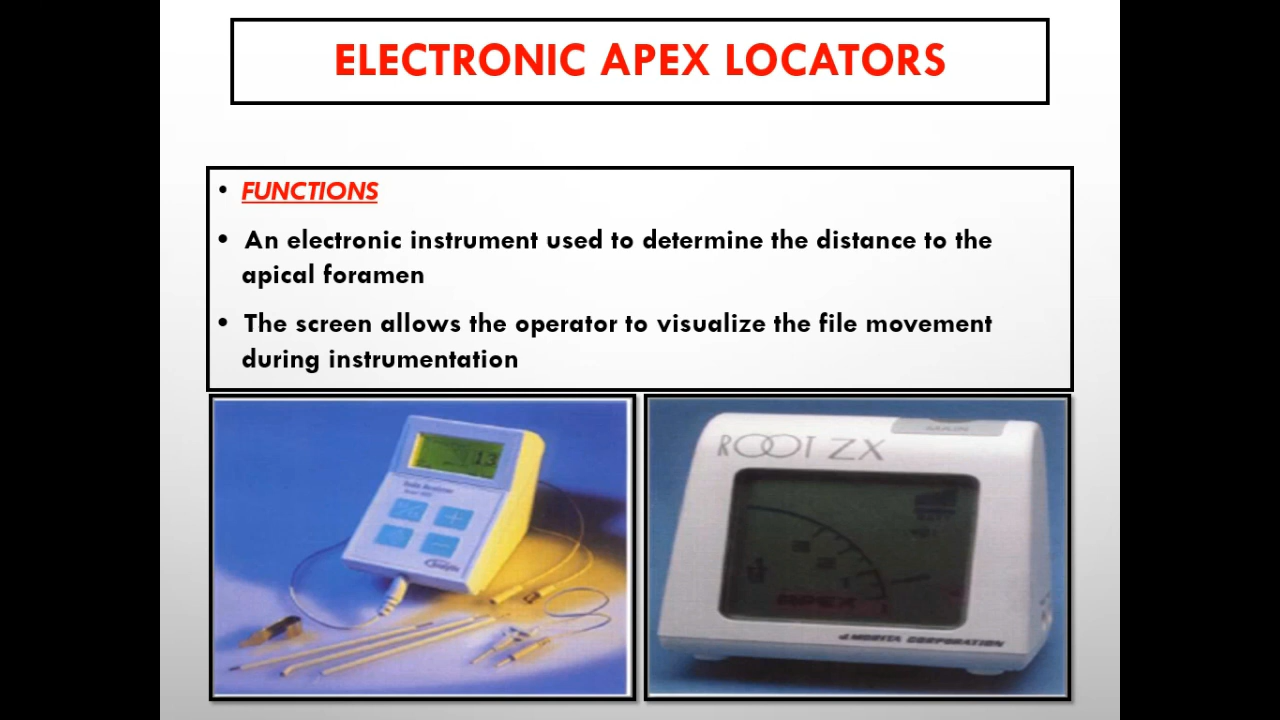 ELECTRONIC APEX LOCATORS
• FUNCTIONS
• An electronic instrument used to determine the distance to the
apical foramen
• The screen allows the operator to visualize the file movement
during instrumentation
13
Analytic
ROOT ZX
APEX
J. MORITA CORPORATION